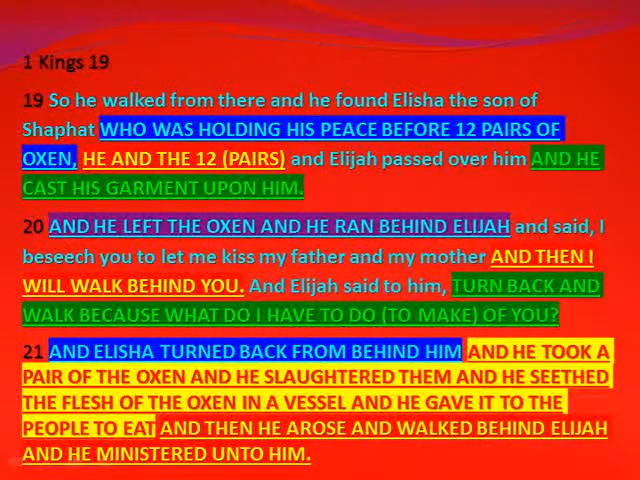 1 Kings 19
19 So he walked from there and he found Elisha the son of
Shaphat WHO WAS HOLDING HIS PEACE BEFORE 12 PAIRS OF
OXEN, HE AND THE 12 (PAIRS) and Elijah passed over him AND HE
CAST HIS GARMENT UPON HIM.
20 AND HE LEFT THE OXEN AND HE RAN BEHIND ELIJAH and said, I
beseech you to let me kiss my father and my mother AND THEN I
WILL WALK BEHIND YOU. And Elijah said to him, TURN BACK AND
WALK BECAUSE WHAT DO I HAVE TO DO (TO MAKE) OF YOU?
21 AND ELISHA TURNED BACK FROM BEHIND HIM AND HE TOOK A
PAIR OF THE OXEN AND HE SLAUGHTERED THEM AND HE SEETHED
THE FLESH OF THE OXEN IN A VESSEL AND HE GAVE IT TO THE
PEOPLE TO EAT AND THEN HE AROSE AND WALKED BEHIND ELIJAH
AND HE MINISTERED UNTO HIM.